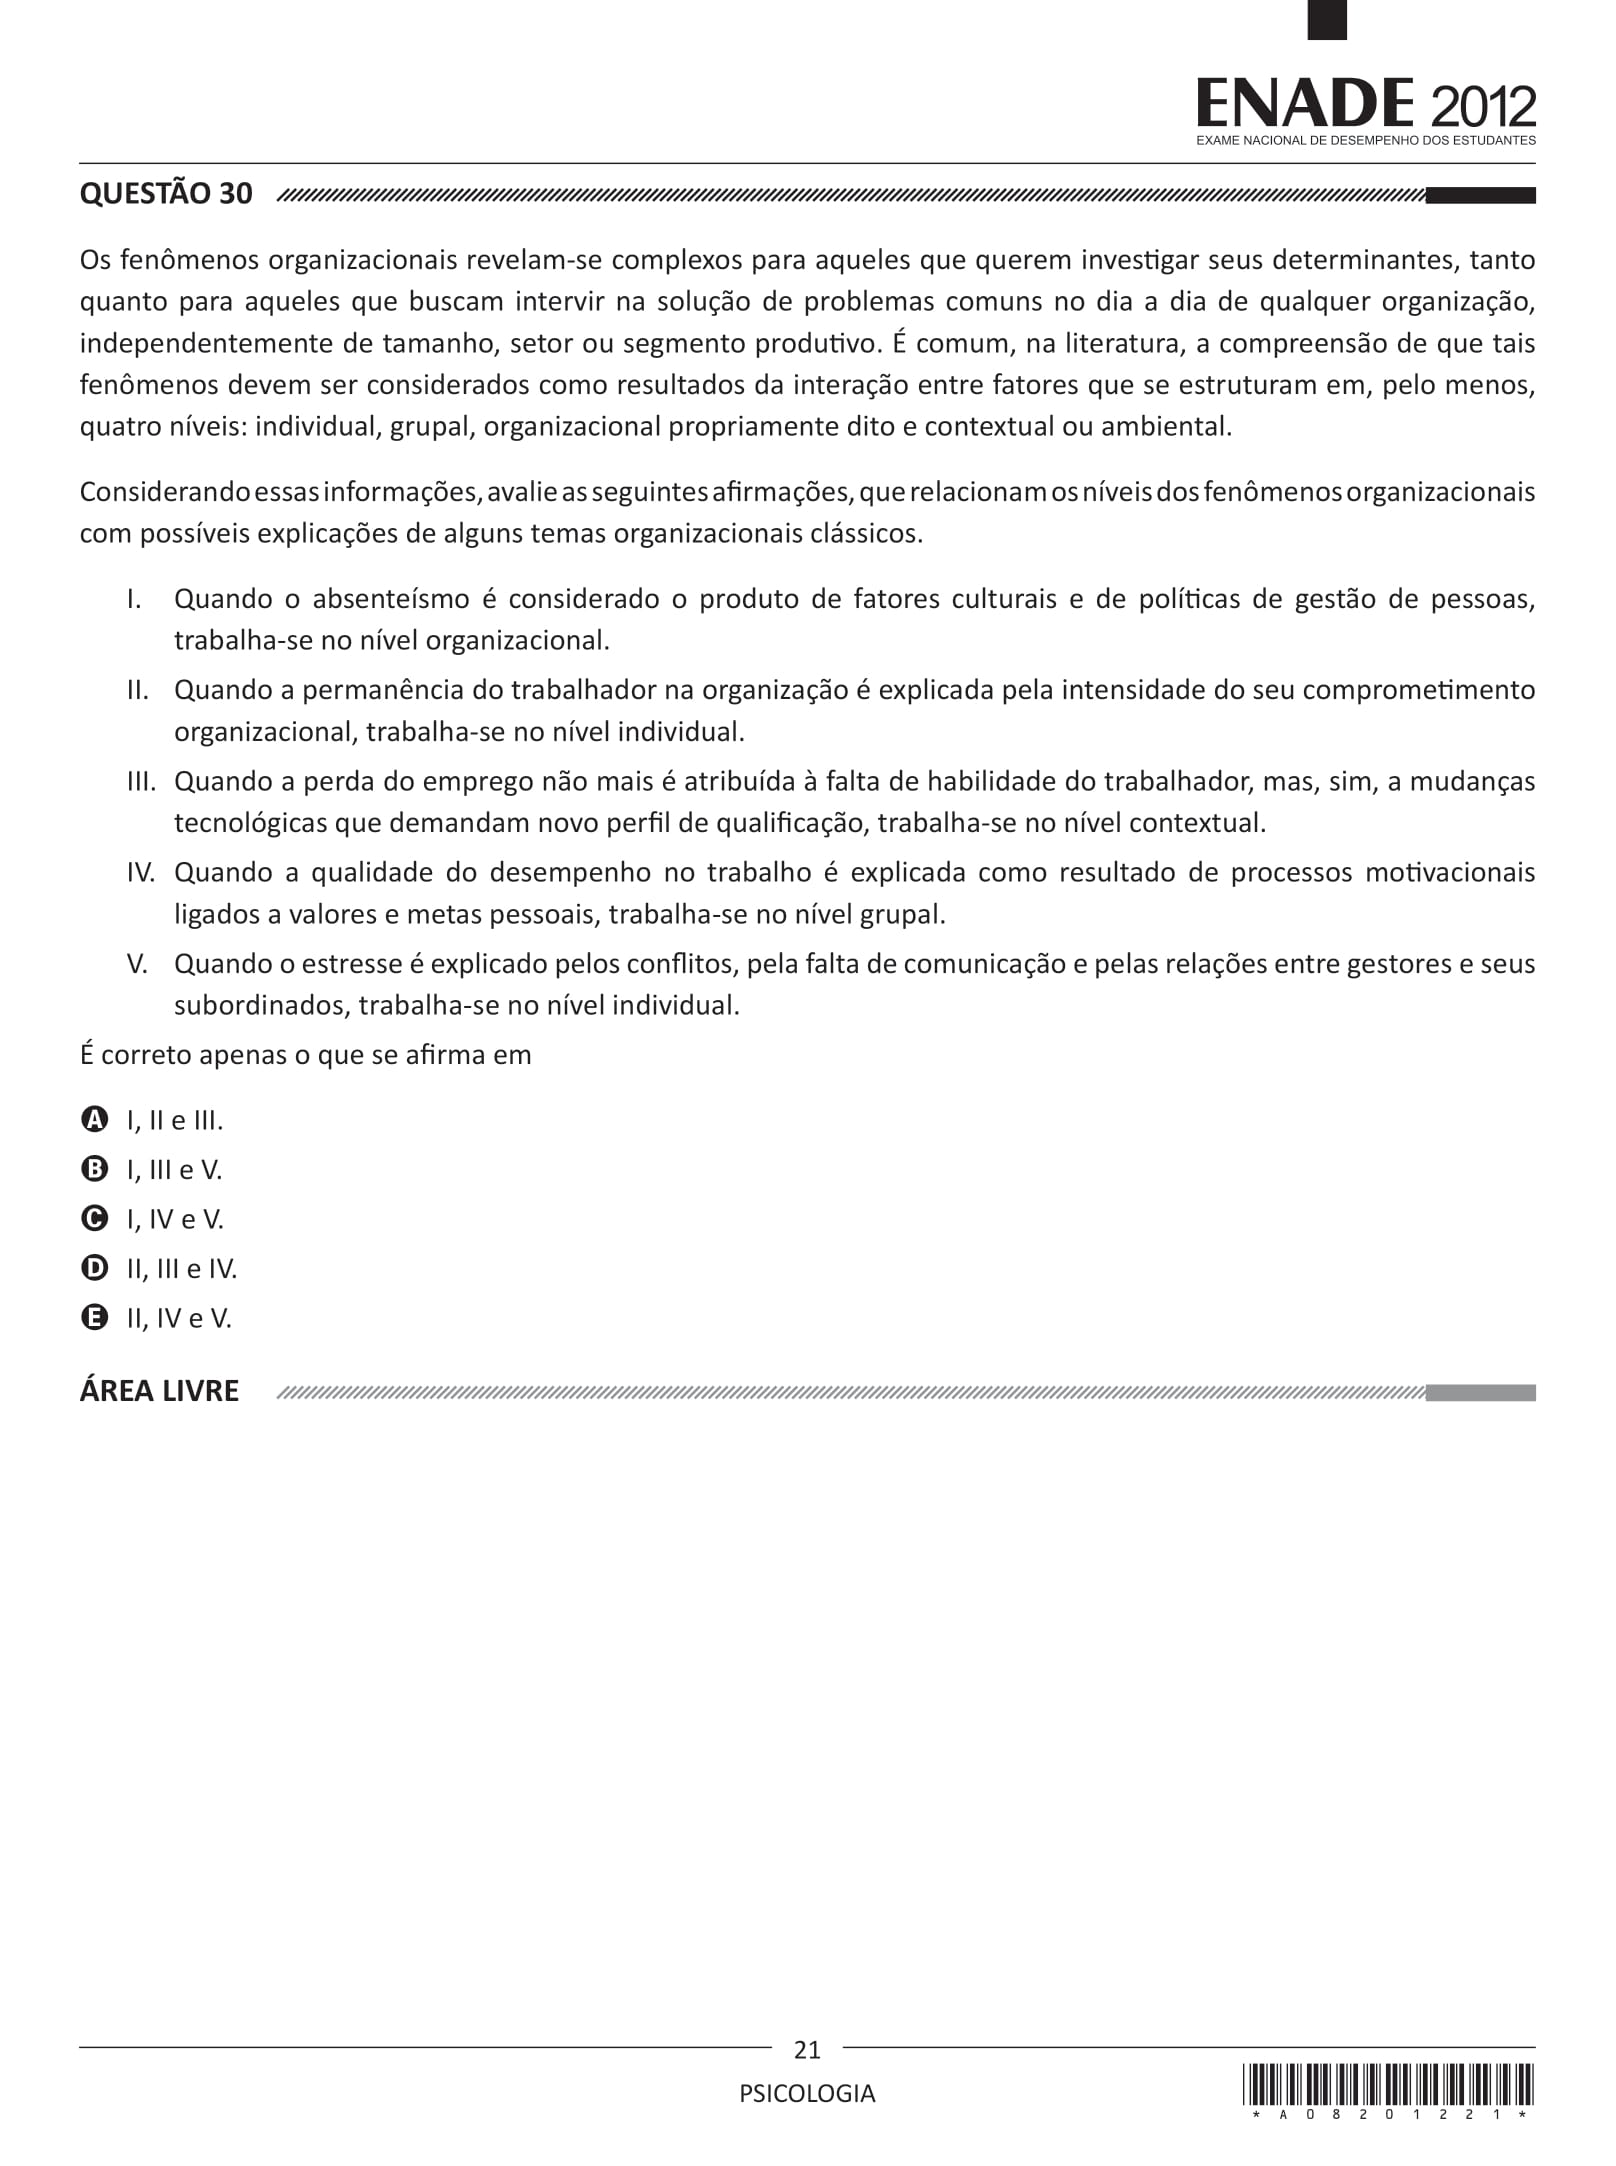 ENADE 2012
EXAME NACIONAL DE DESEMPENHO DOS ESTUDANTES
QUESTÃO 30
Os fenômenos organizacionais revelam-se complexos para aqueles que querem investigar seus determinantes, tanto
quanto para aqueles que buscam intervir na solução de problemas comuns no dia a dia de qualquer organização,
independentemente de tamanho, setor ou segmento produtivo. É comum, na literatura, a compreensão de que tais
fenômenos devem ser considerados como resultados da interação entre fatores que se estruturam em, pelo menos,
quatro níveis: individual, grupal, organizacional propriamente dito e contextual ou ambiental.
Considerando essas informações, avalie as seguintes afirmações, que relacionam os níveis dos fenômenos organizacionais
com possíveis explicações de alguns temas organizacionais clássicos.
I. Quando o absenteísmo é considerado o produto de fatores culturais e de políticas de gestão de pessoas,
trabalha-se no nível organizacional.
II. Quando a permanência do trabalhador na organização é explicada pela intensidade do seu comprometimento
organizacional, trabalha-se no nível individual.
III. Quando a perda do emprego não mais é atribuída à falta de habilidade do trabalhador, mas, sim, a mudanças
tecnológicas que demandam novo perfil de qualificação, trabalha-se no nível contextual.
IV. Quando a qualidade do desempenho no trabalho é explicada como resultado de processos motivacionais
ligados a valores e metas pessoais, trabalha-se no nível grupal.
V. Quando o estresse é explicado pelos conflitos, pela falta de comunicação e pelas relações entre gestores e seus
subordinados, trabalha-se no nível individual.
É correto apenas o que se afirma em
A I, II e III.
B I, III e V.
C I, IV e V.
D II, III e IV.
E II, IV e V.
ÁREA LIVRE
21
PSICOLOGIA
* A 0 8 2 0 1 2 2 1 *